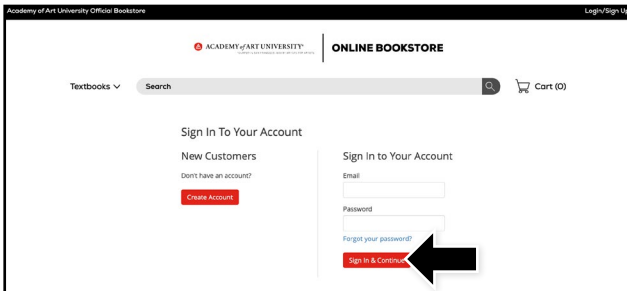 Academy of Art University Official Bookstore
Login/Sign Up
ACADEMY of ART UNIVERSITY
ONLINE BOOKSTORE
Textbooks
Search
Cart (0)
Sign In To Your Account
New Customers
Don't have an account?
Create Account
Sign In to Your Account
Email
Password
Forgot your password?
Sign In & Continue